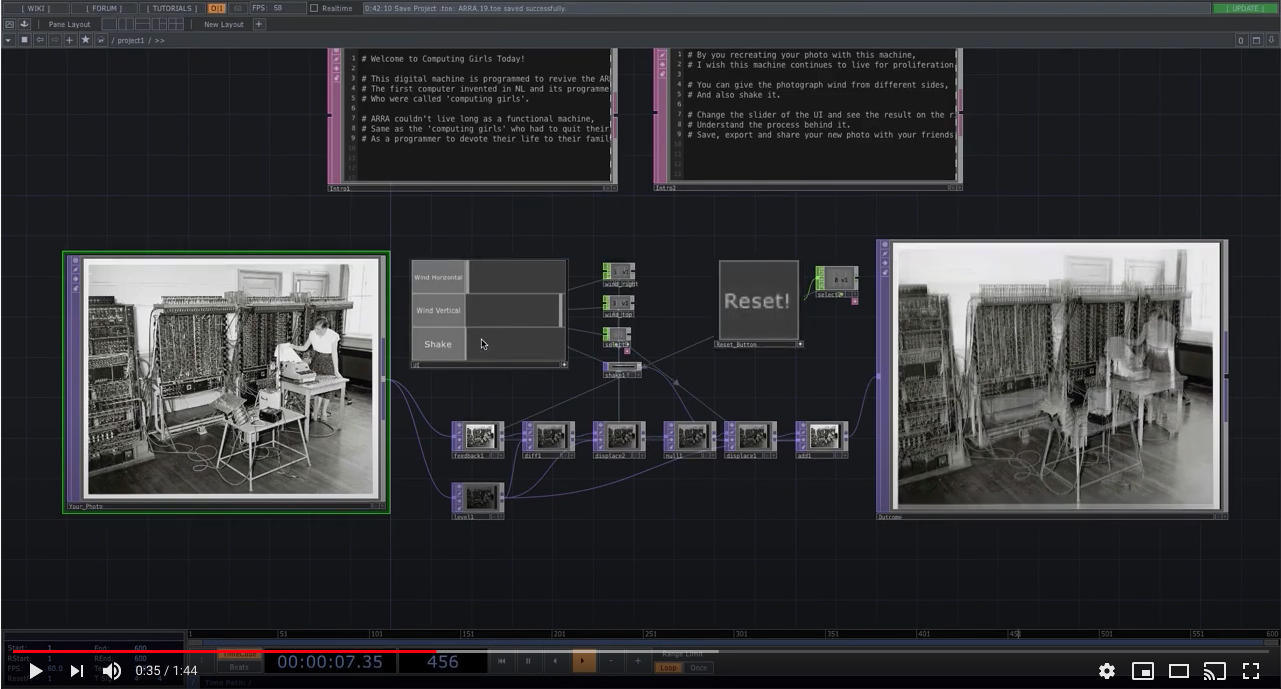 [ WIKI ] [ FORUM ] [ TUTORIALS ] O|I FPS: 58 Realtime 0:42:10 Save Project .toe: ARRA.19.toe saved successfully. [ UPDATE ]
Pane Layout New Layout +
/ project1 / >> 0
1 # Welcome to Computing Girls Today!
2
3 # This digital machine is programmed to revive the AR
4 # The first computer invented in NL and its programme
5 # Who were called 'computing girls'.
6
7 # ARRA couldn't live long as a functional machine,
8 # Same as the 'computing girls' who had to quit their
9 # As a programmer to devote their life to their famil
10
11
12
Intro1
1 # By you recreating your photo with this machine,
2 # I wish this machine continues to live for proliferation
3
4 # You can give the photograph wind from different sides,
5 # And also shake it.
6
7 # Change the slider of the UI and see the result on the r
8 # Understand the process behind it.
9 # Save, export and share your new photo with your friends
10
11
12
13
Intro2
Your_Photo
Wind Horizontal
Wind Vertical
Shake
UI
wind_right
wind_top
shake1
Reset!
Reset_Button
feedback1 diff1 displace2 null1 displace1 add1
level1
Outcome
1 51 101 151 201 251 301 351 401 451 501 551 600
Start: 1 End: 600
RStart: 1 REnd: 600
FPS: 60.0
TimeCode
Beats
00:00:07.35 456
Range Limit
Loop Once
0:35 / 1:44
Time Path: /